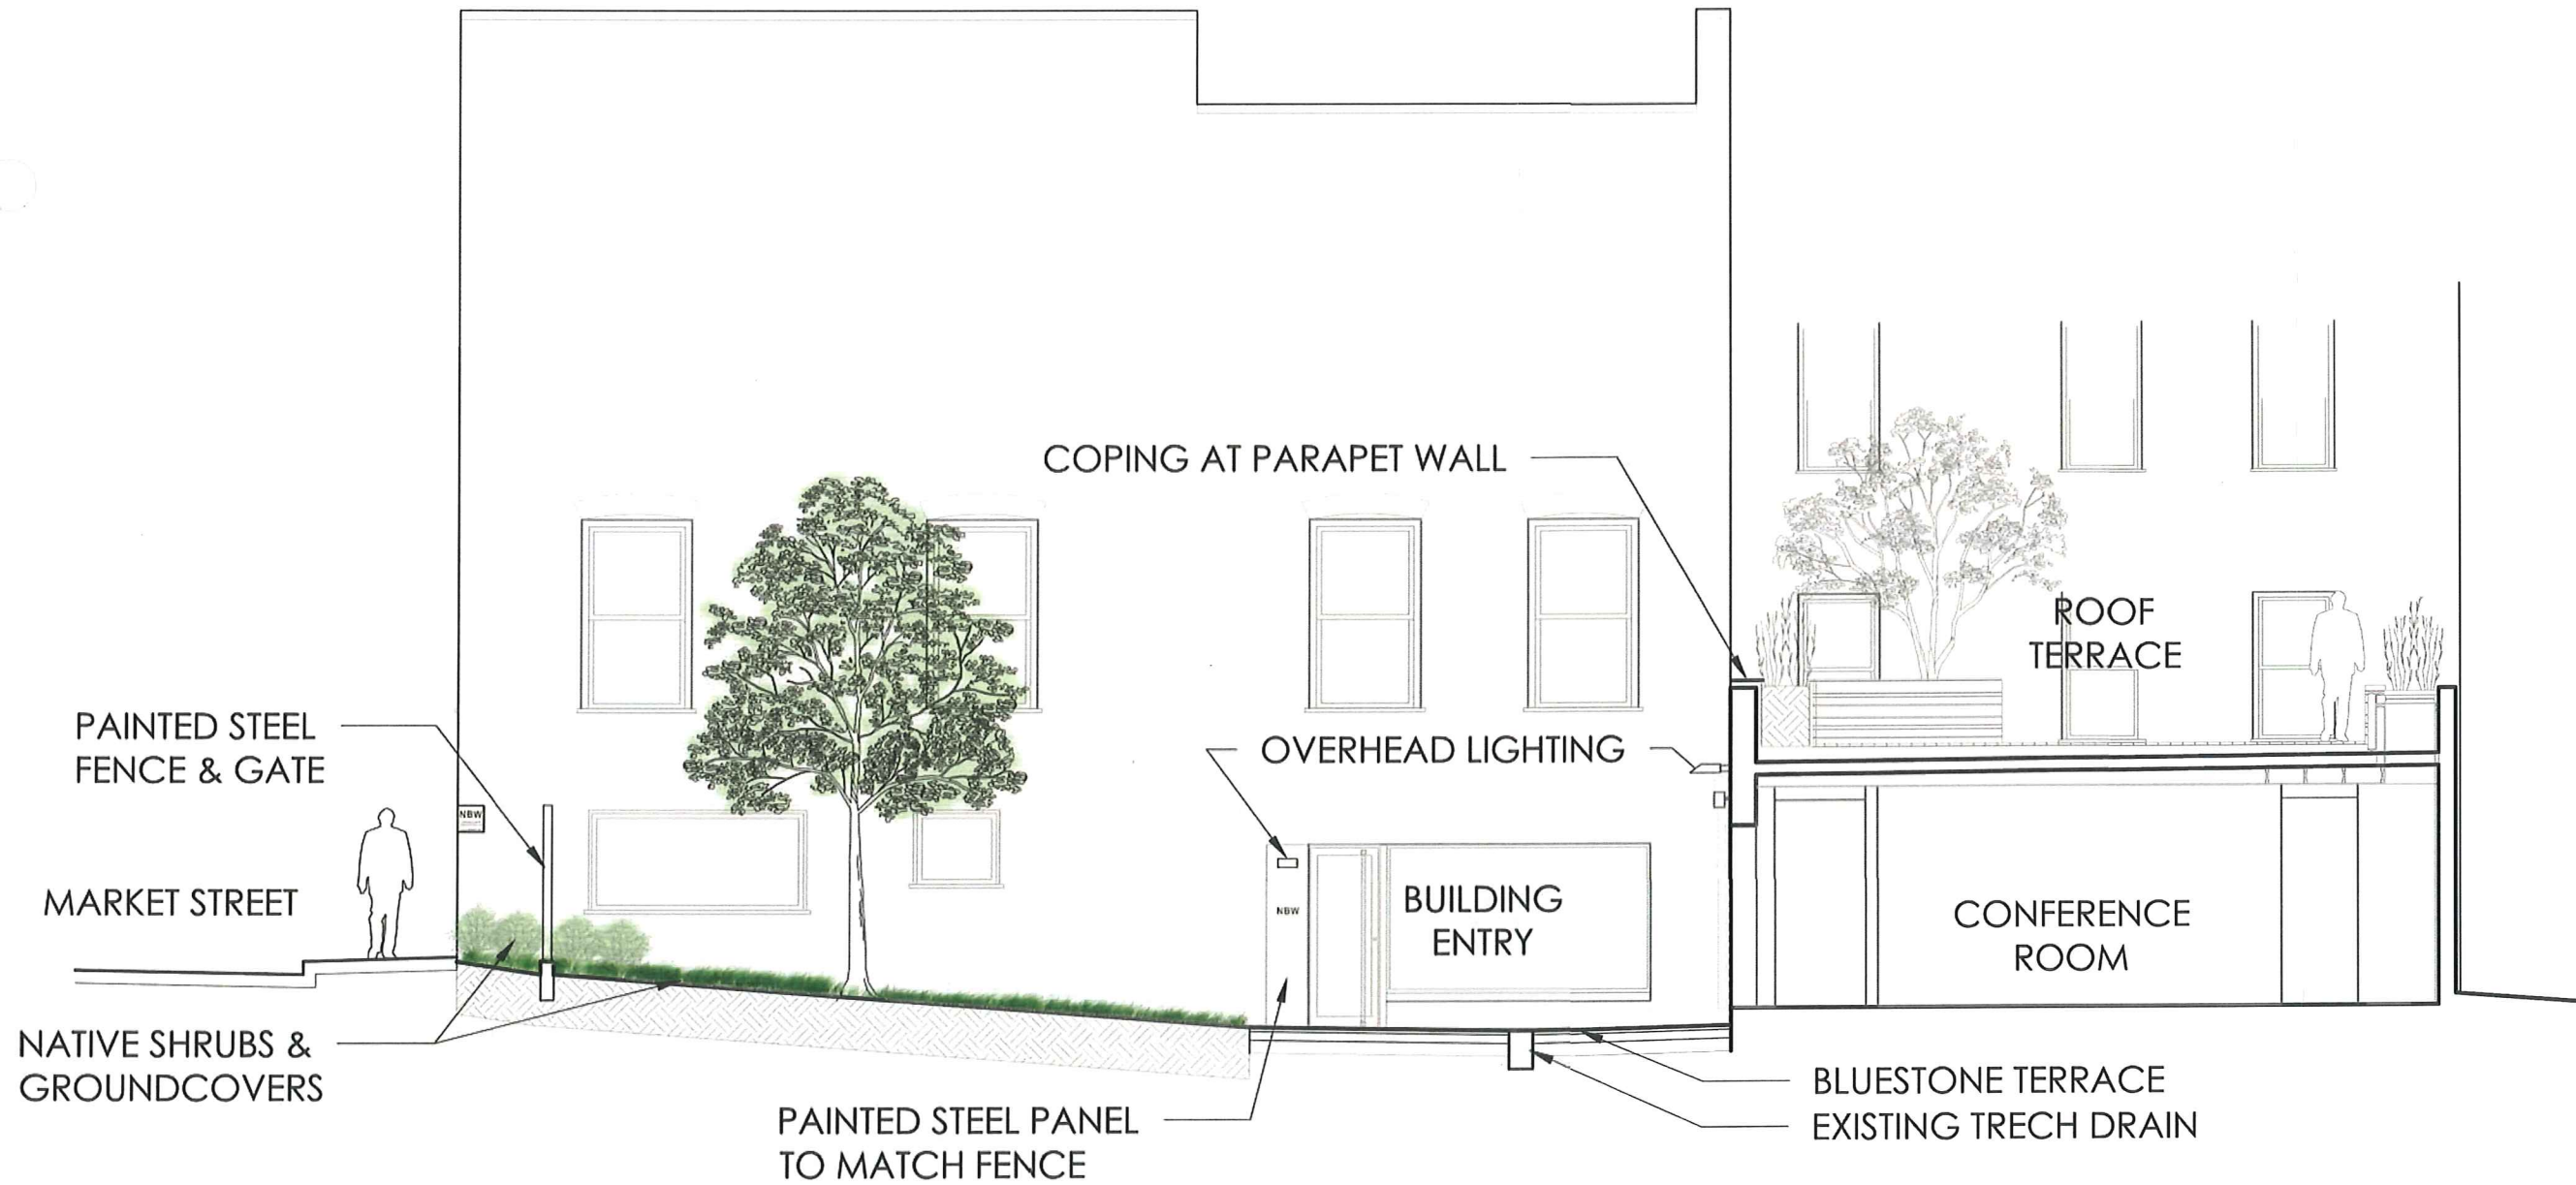 COPING AT PARAPET WALL
ROOF
TERRACE
PAINTED STEEL
FENCE & GATE
OVERHEAD LIGHTING
NBW
MARKET STREET
NBW
BUILDING
ENTRY
CONFERENCE
ROOM
NATIVE SHRUBS &
GROUNDCOVERS
PAINTED STEEL PANEL
TO MATCH FENCE
BLUESTONE TERRACE
EXISTING TRECH DRAIN